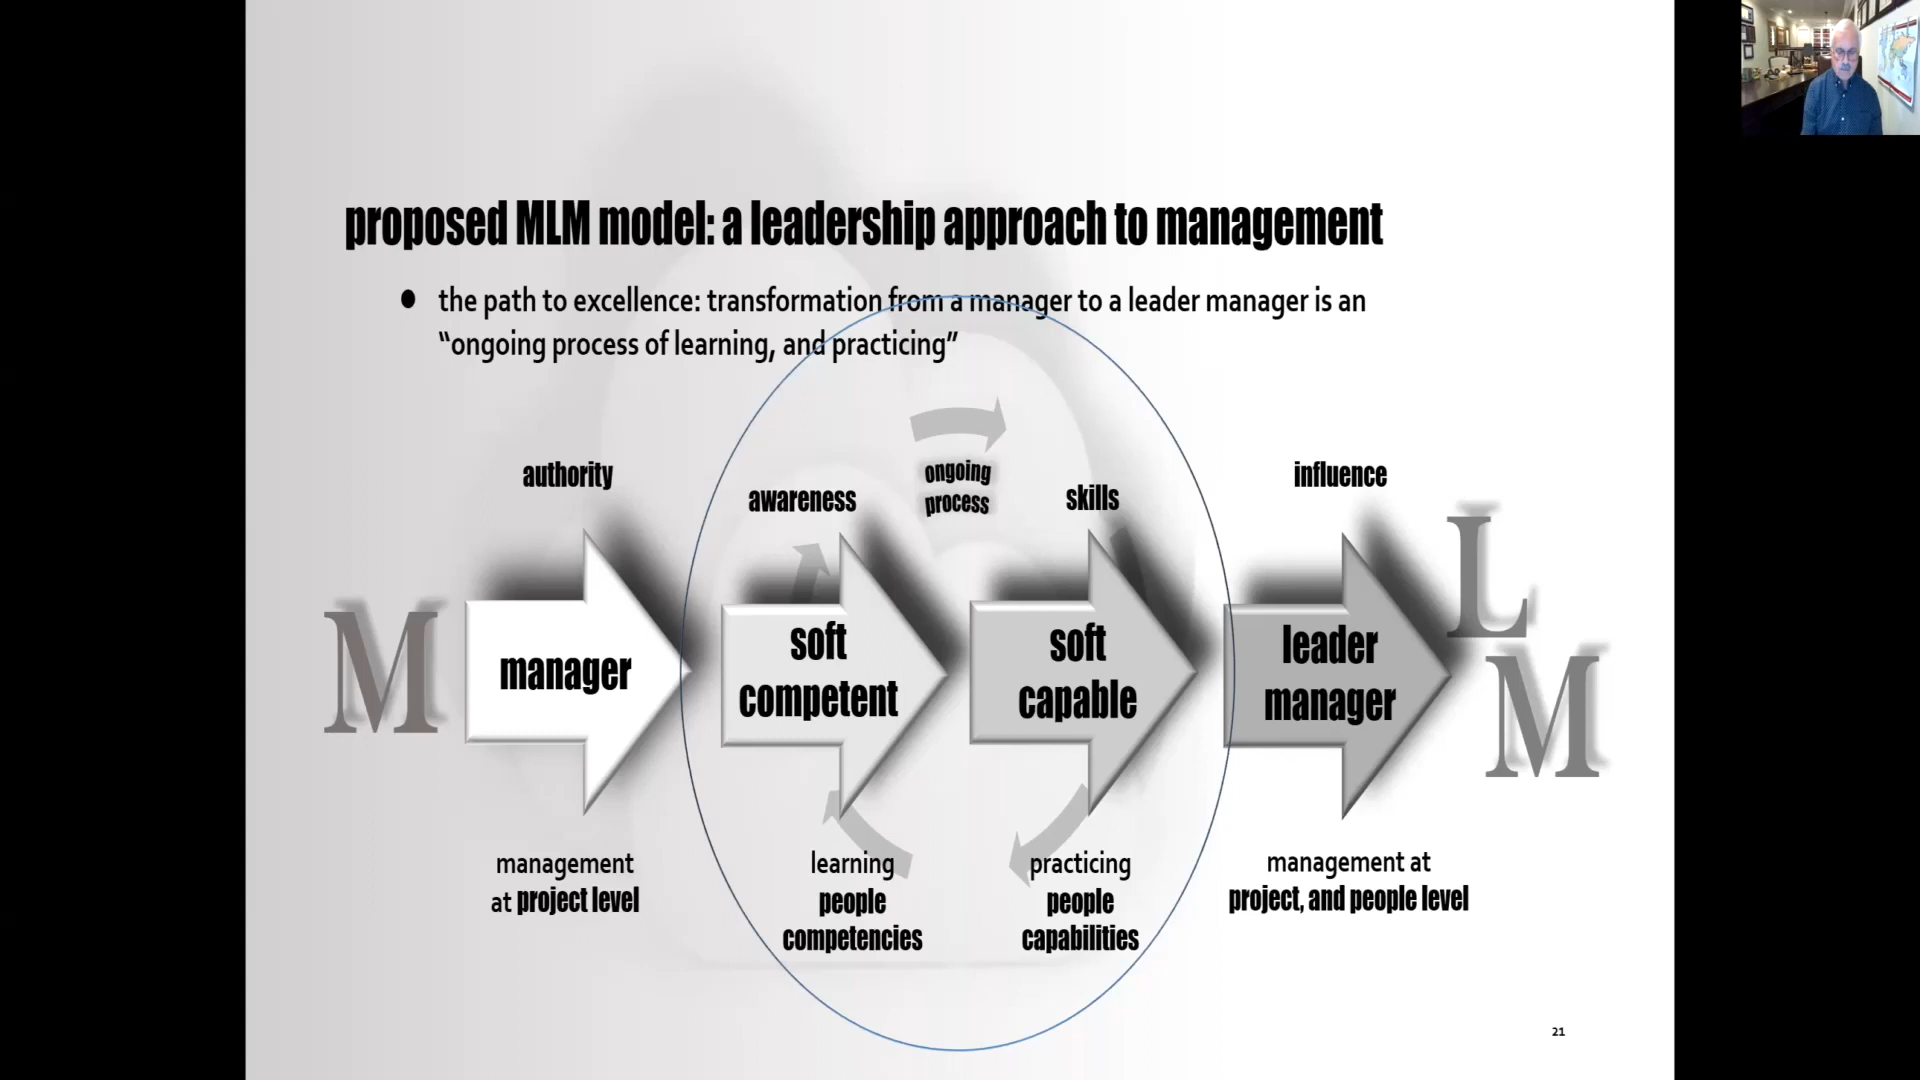 proposed MLM model: a leadership approach to management
● the path to excellence: transformation from a manager to a leader manager is an
“ongoing process of learning, and practicing”
authority
awareness
ongoing
process
skills
influence
M
manager
soft
competent
soft
capable
leader
manager
L
M
management
at project level
learning
people
competencies
practicing
people
capabilities
management at
project, and people level
21